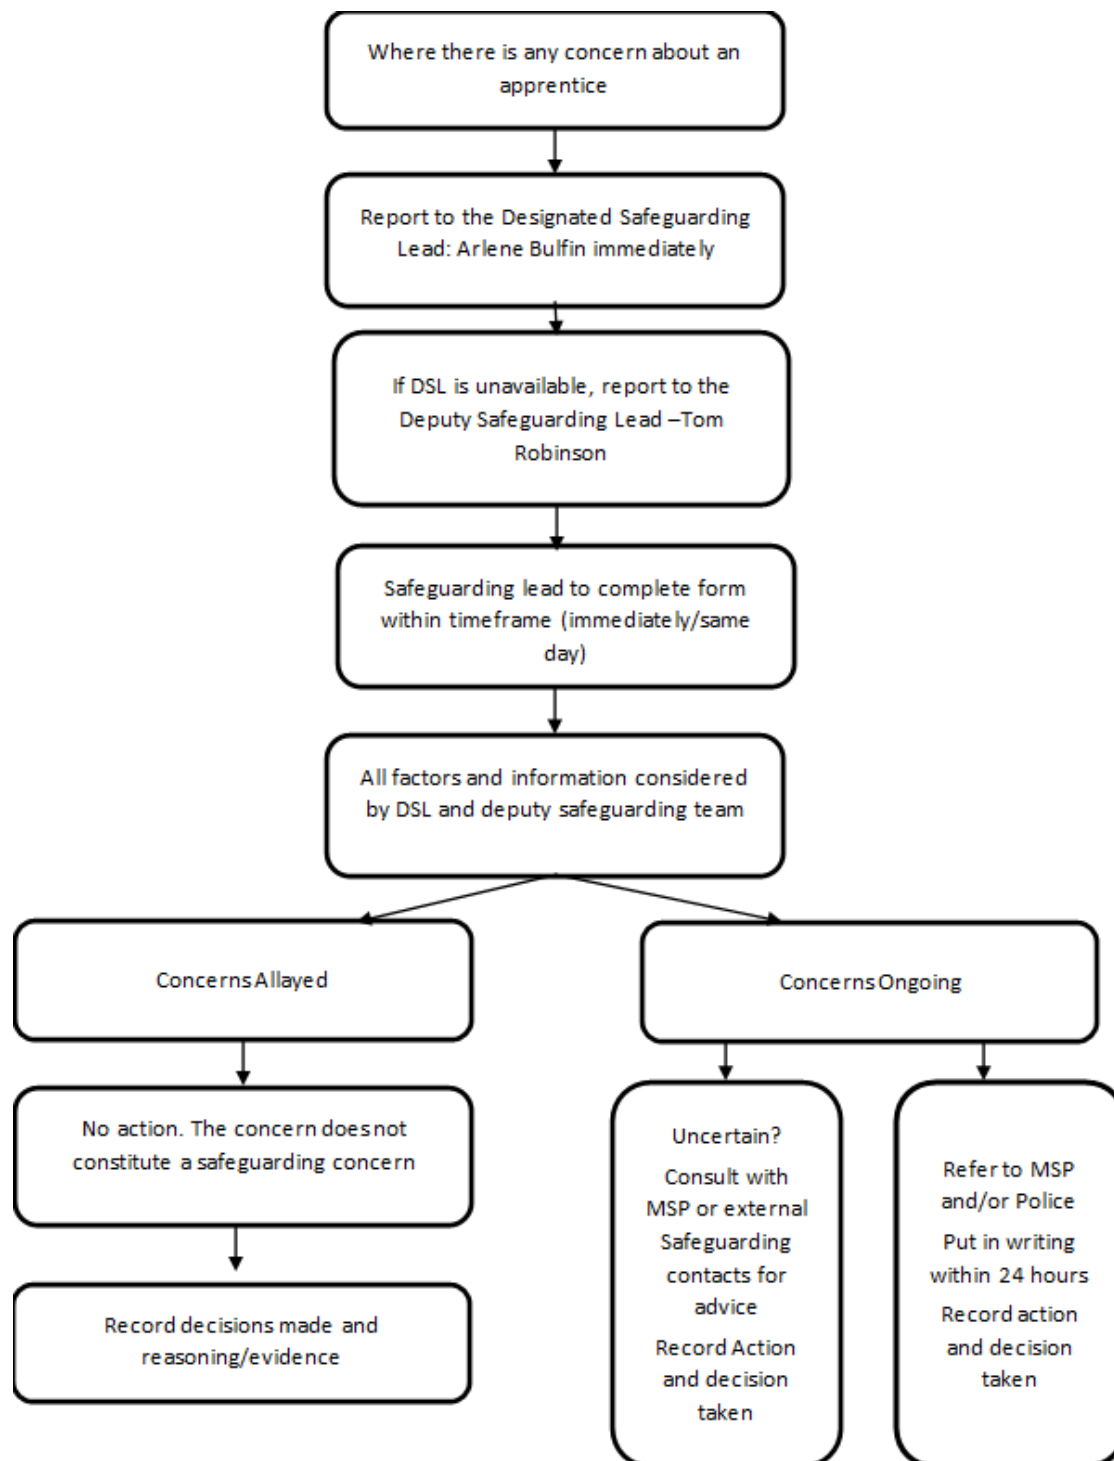 Where there is any concern about an
apprentice
Report to the Designated Safeguarding
Lead: Arlene Bulfin immediately
If DSL is unavailable, report to the
Deputy Safeguarding Lead –Tom
Robinson
Safeguarding lead to complete form
within timeframe (immediately/same
day)
All factors and information considered
by DSL and deputy safeguarding team
Concerns Allayed
No action. The concern does not
constitute a safeguarding concern
Record decisions made and
reasoning/evidence
Concerns Ongoing
Uncertain?
Consult with
MSP or external
Safeguarding
contacts for
advice
Record Action
and decision
taken
Refer to MSP
and/or Police
Put in writing
within 24 hours
Record action
and decision
taken